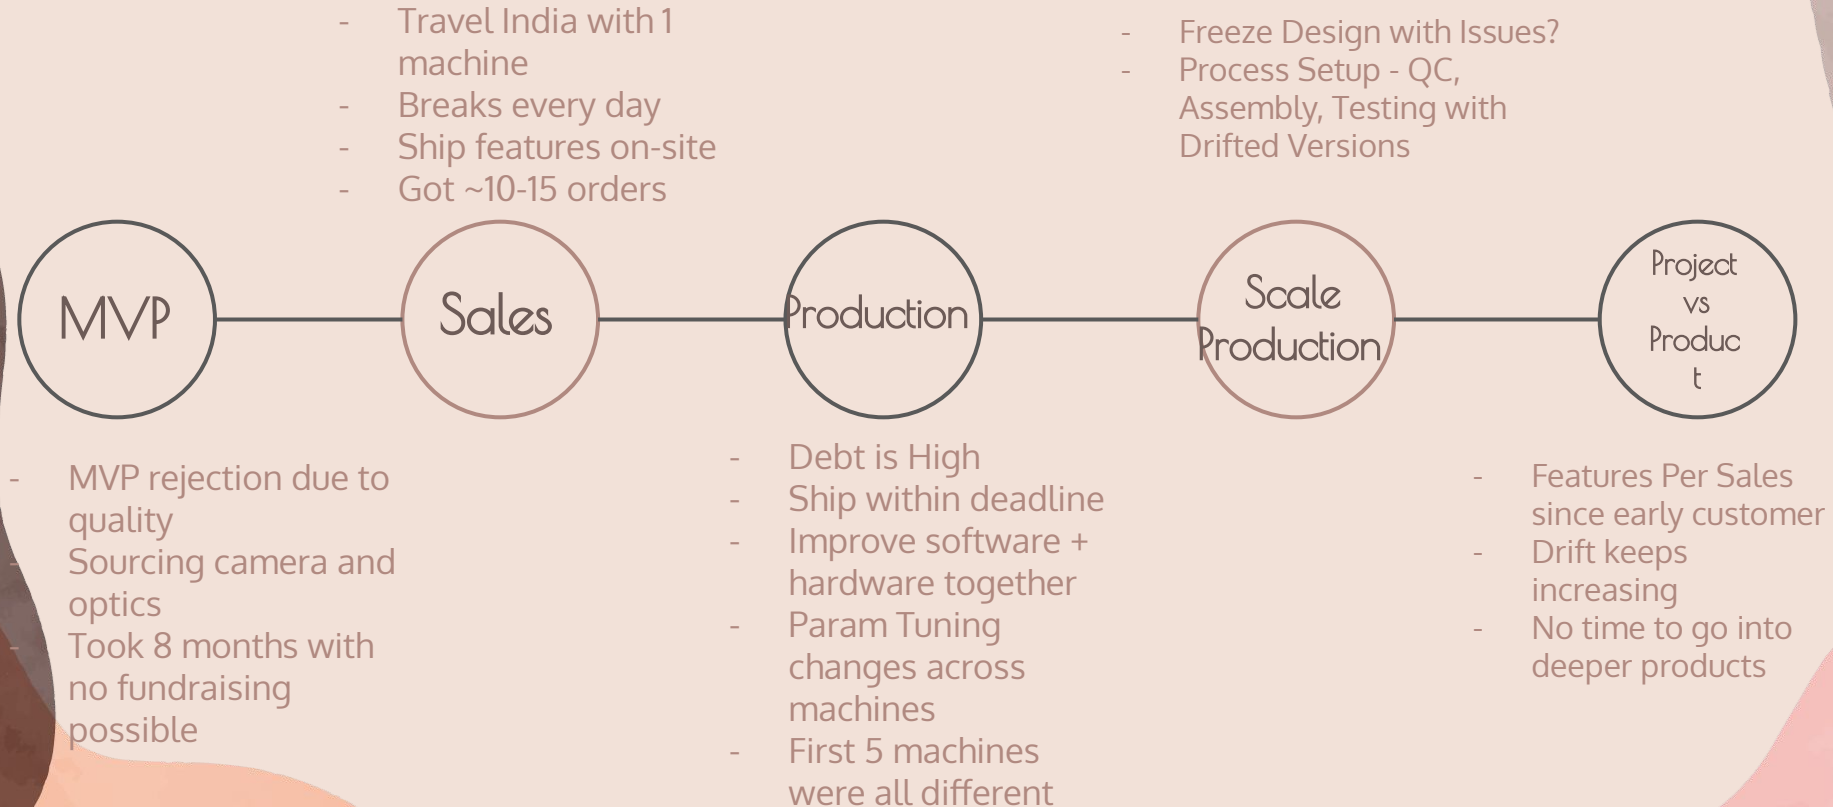 - Travel India with 1
machine
- Breaks every day
- Ship features on-site
- Got ~10-15 orders
- Freeze Design with Issues?
- Process Setup - QC,
Assembly, Testing with
Drifted Versions
MVP
Sales
Production
Scale
Production
Project
vs
Produc
t
- MVP rejection due to
quality
- Sourcing camera and
optics
- Took 8 months with
no fundraising
possible
- Debt is High
- Ship within deadline
- Improve software +
hardware together
- Param Tuning
changes across
machines
- First 5 machines
were all different
- Features Per Sales
since early customer
- Drift keeps
increasing
- No time to go into
deeper products